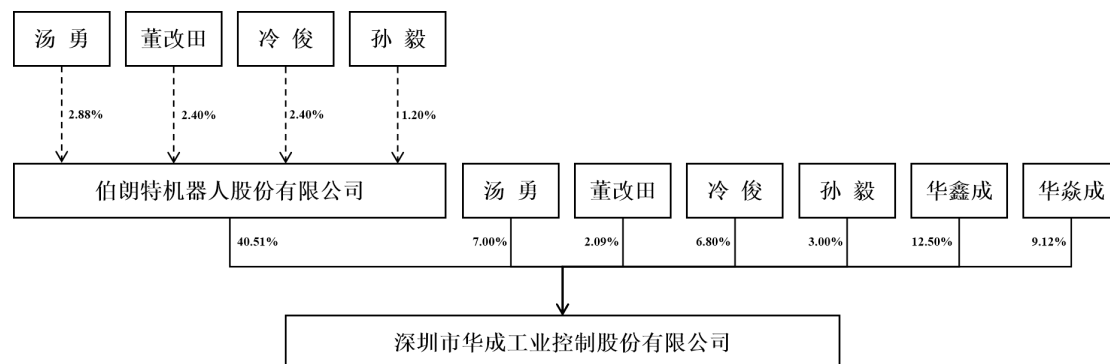 汤 勇 董改田 冷 俊 孙 毅
2.88% 2.40% 2.40% 1.20%
伯朗特机器人股份有限公司 汤 勇 董改田 冷 俊 孙 毅 华鑫成 华焱成
40.51% 7.00% 2.09% 6.80% 3.00% 12.50% 9.12%
深圳市华成工业控制股份有限公司